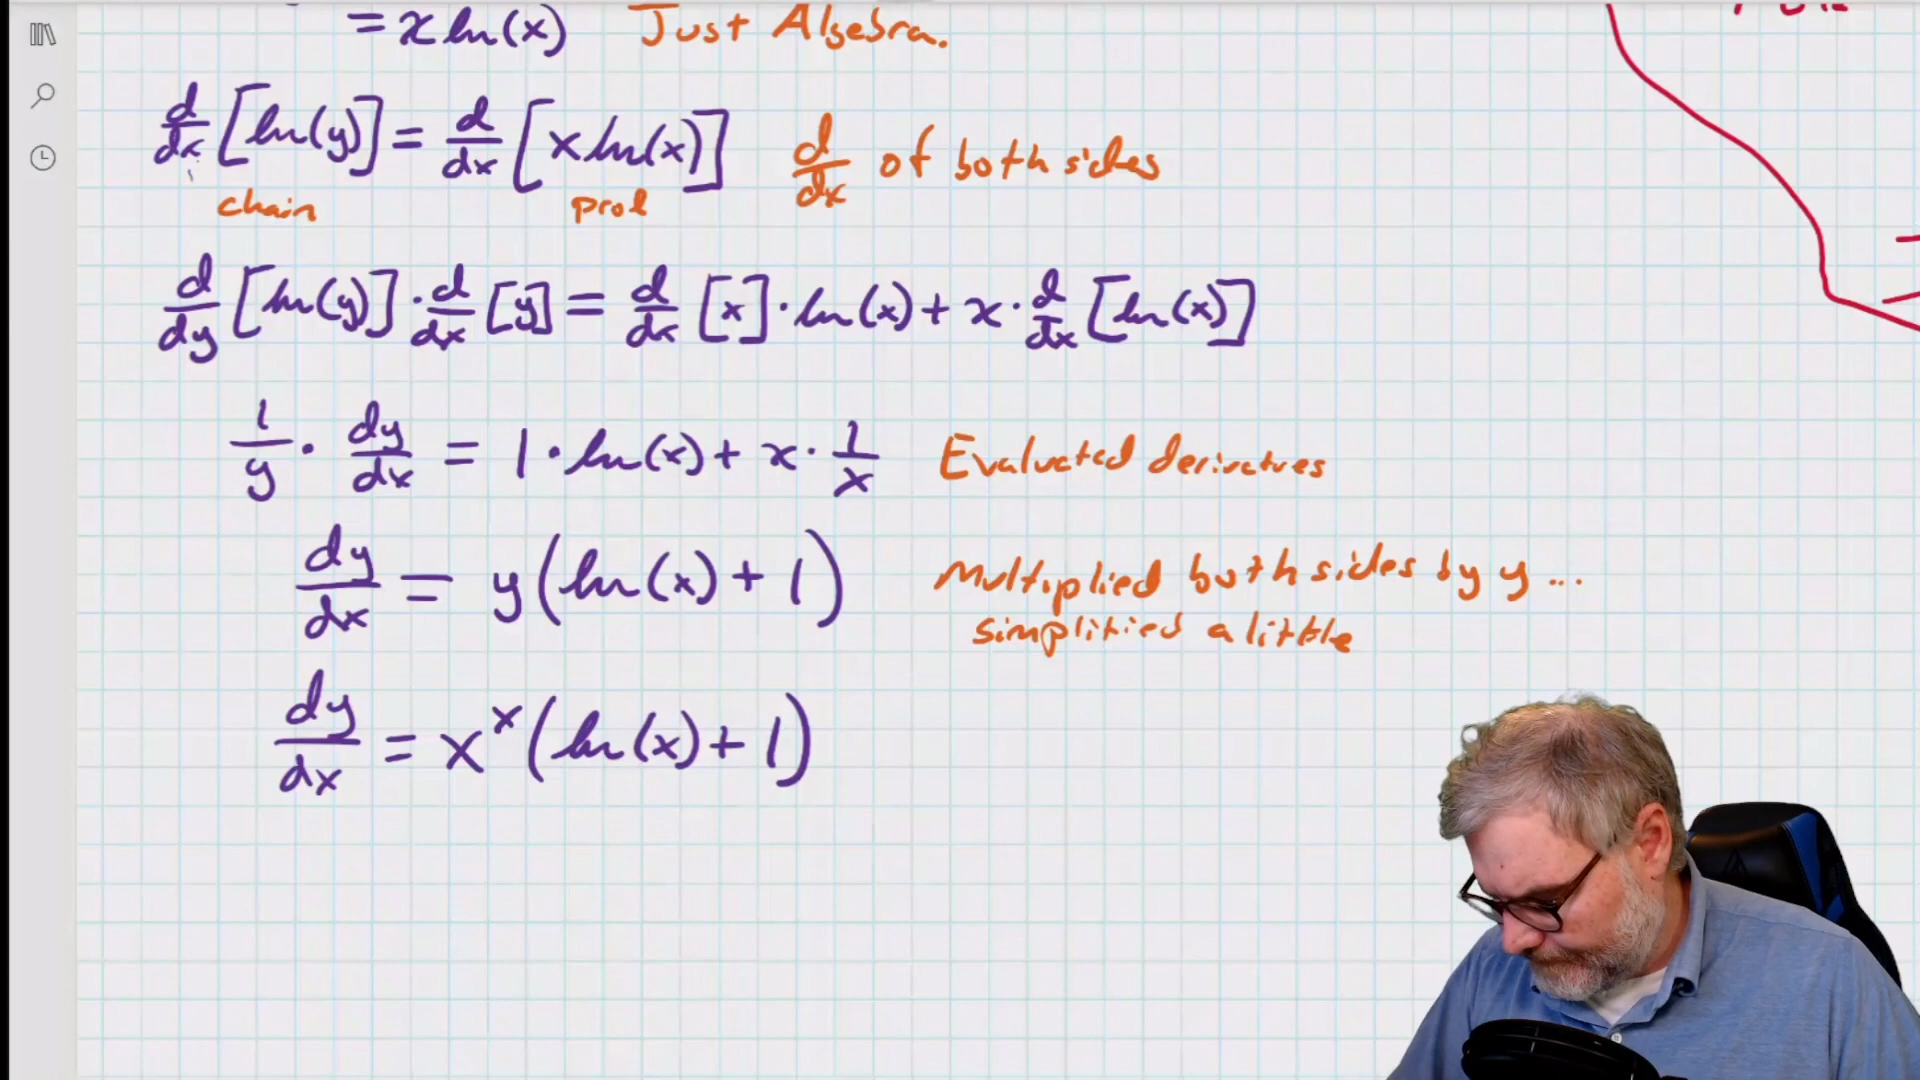 = x ln(x) Just Algebra.
d/dx [ln(y)] = d/dx [x ln(x)] d/dx of both sides
chain prod
d/dy [ln(y)] · d/dx [y] = d/dx [x] · ln(x) + x · d/dx [ln(x)]
1/y · dy/dx = 1 · ln(x) + x · 1/x Evaluated derivatives
dy/dx = y(ln(x) + 1) Multiplied both sides by y ...
simplified a little
dy/dx = x^x (ln(x) + 1)